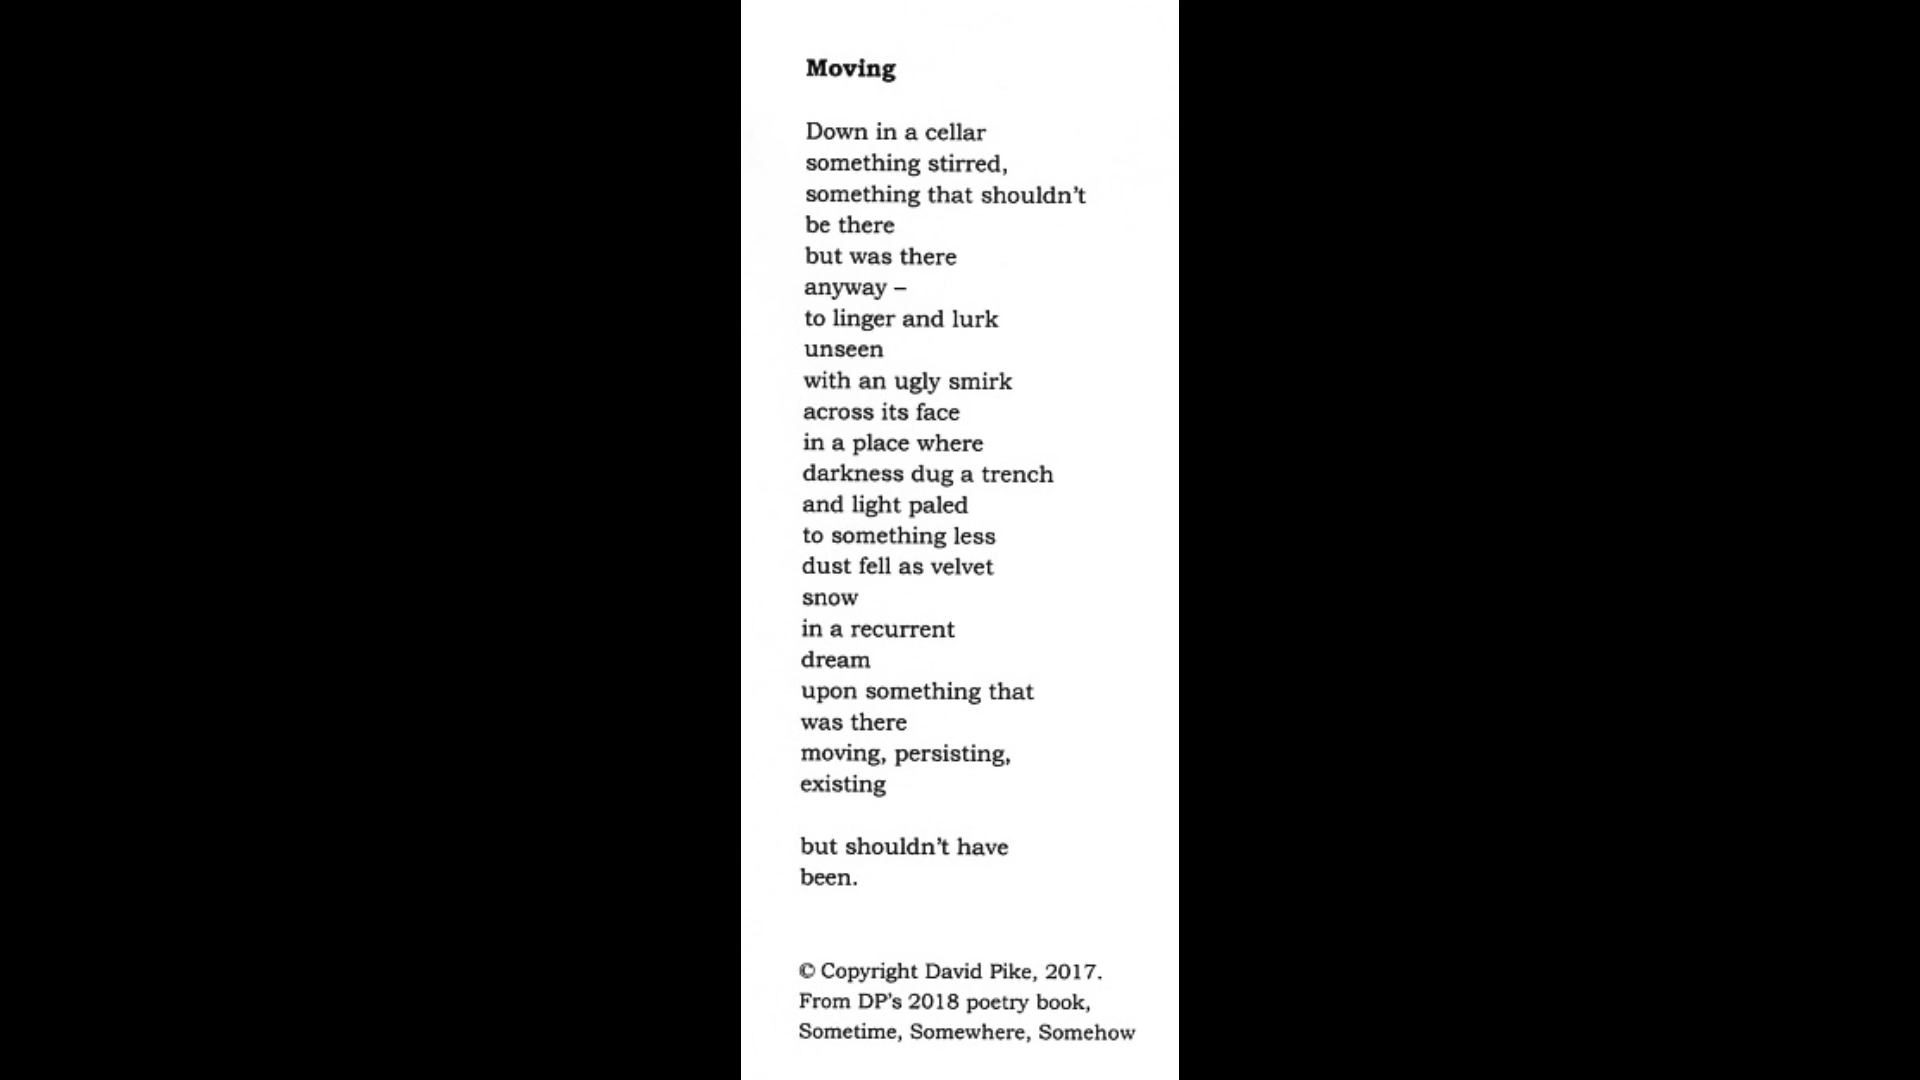 Moving
Down in a cellar
something stirred,
something that shouldn't
be there
but was there
anyway –
to linger and lurk
unseen
with an ugly smirk
across its face
in a place where
darkness dug a trench
and light paled
to something less
dust fell as velvet
snow
in a recurrent
dream
upon something that
was there
moving, persisting,
existing
but shouldn't have
been.
© Copyright David Pike, 2017.
From DP's 2018 poetry book,
Sometime, Somewhere, Somehow